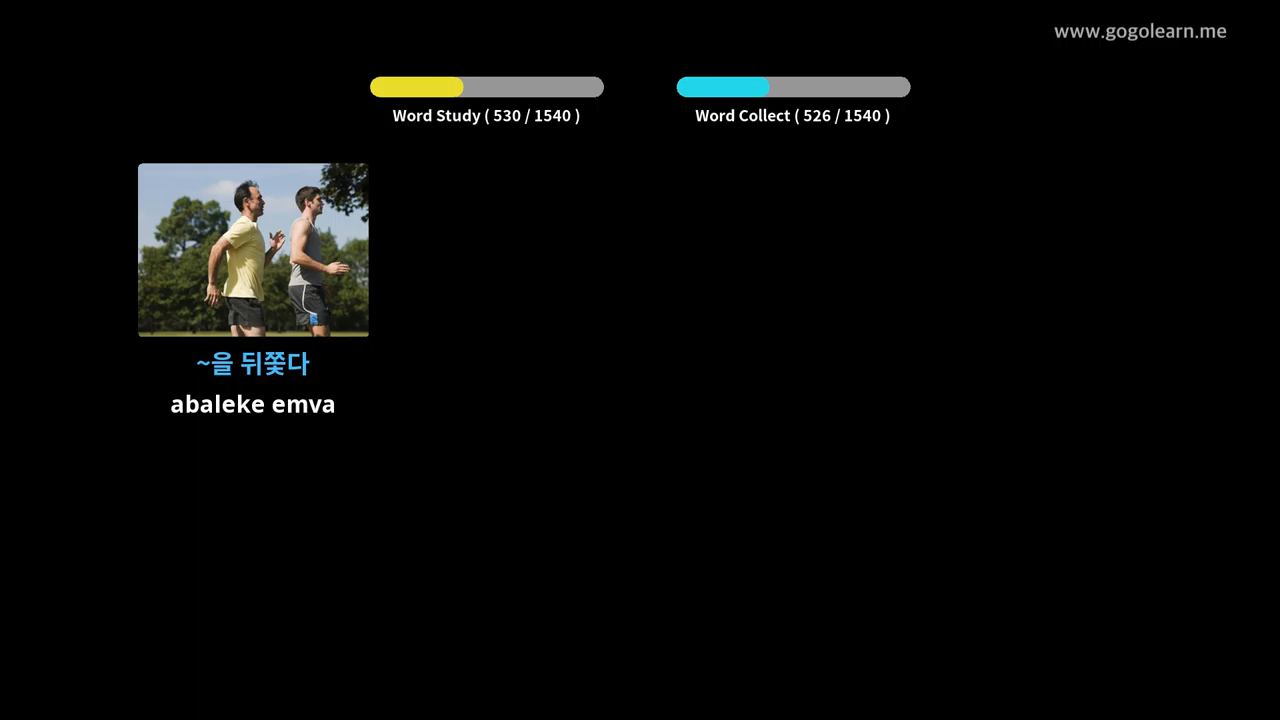 www.gogolearn.me
Word Study ( 530 / 1540 )
Word Collect ( 526 / 1540 )
~을 뒤쫓다
abaleke emva